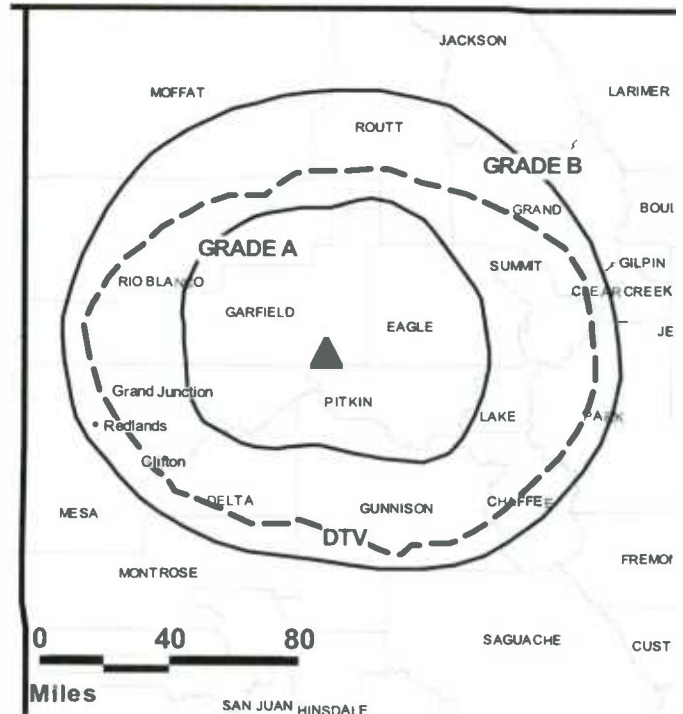 JACKSON
MOFFAT
LARIMER
ROUTT
GRADE B
GRAND
BOUL
GRADE A
SUMMIT
GILPIN
RIO BLANCO
CLEAR CREEK
GARFIELD
EAGLE
JE
Grand Junction
PITKIN
LAKE
PARK
Redlands
Clifton
DELTA
GUNNISON
CHAFFEE
MESA
DTV
MONTROSE
FREMON
0 40 80
SAGUACHE
CUST
Miles
SAN JUAN
HINSDALE